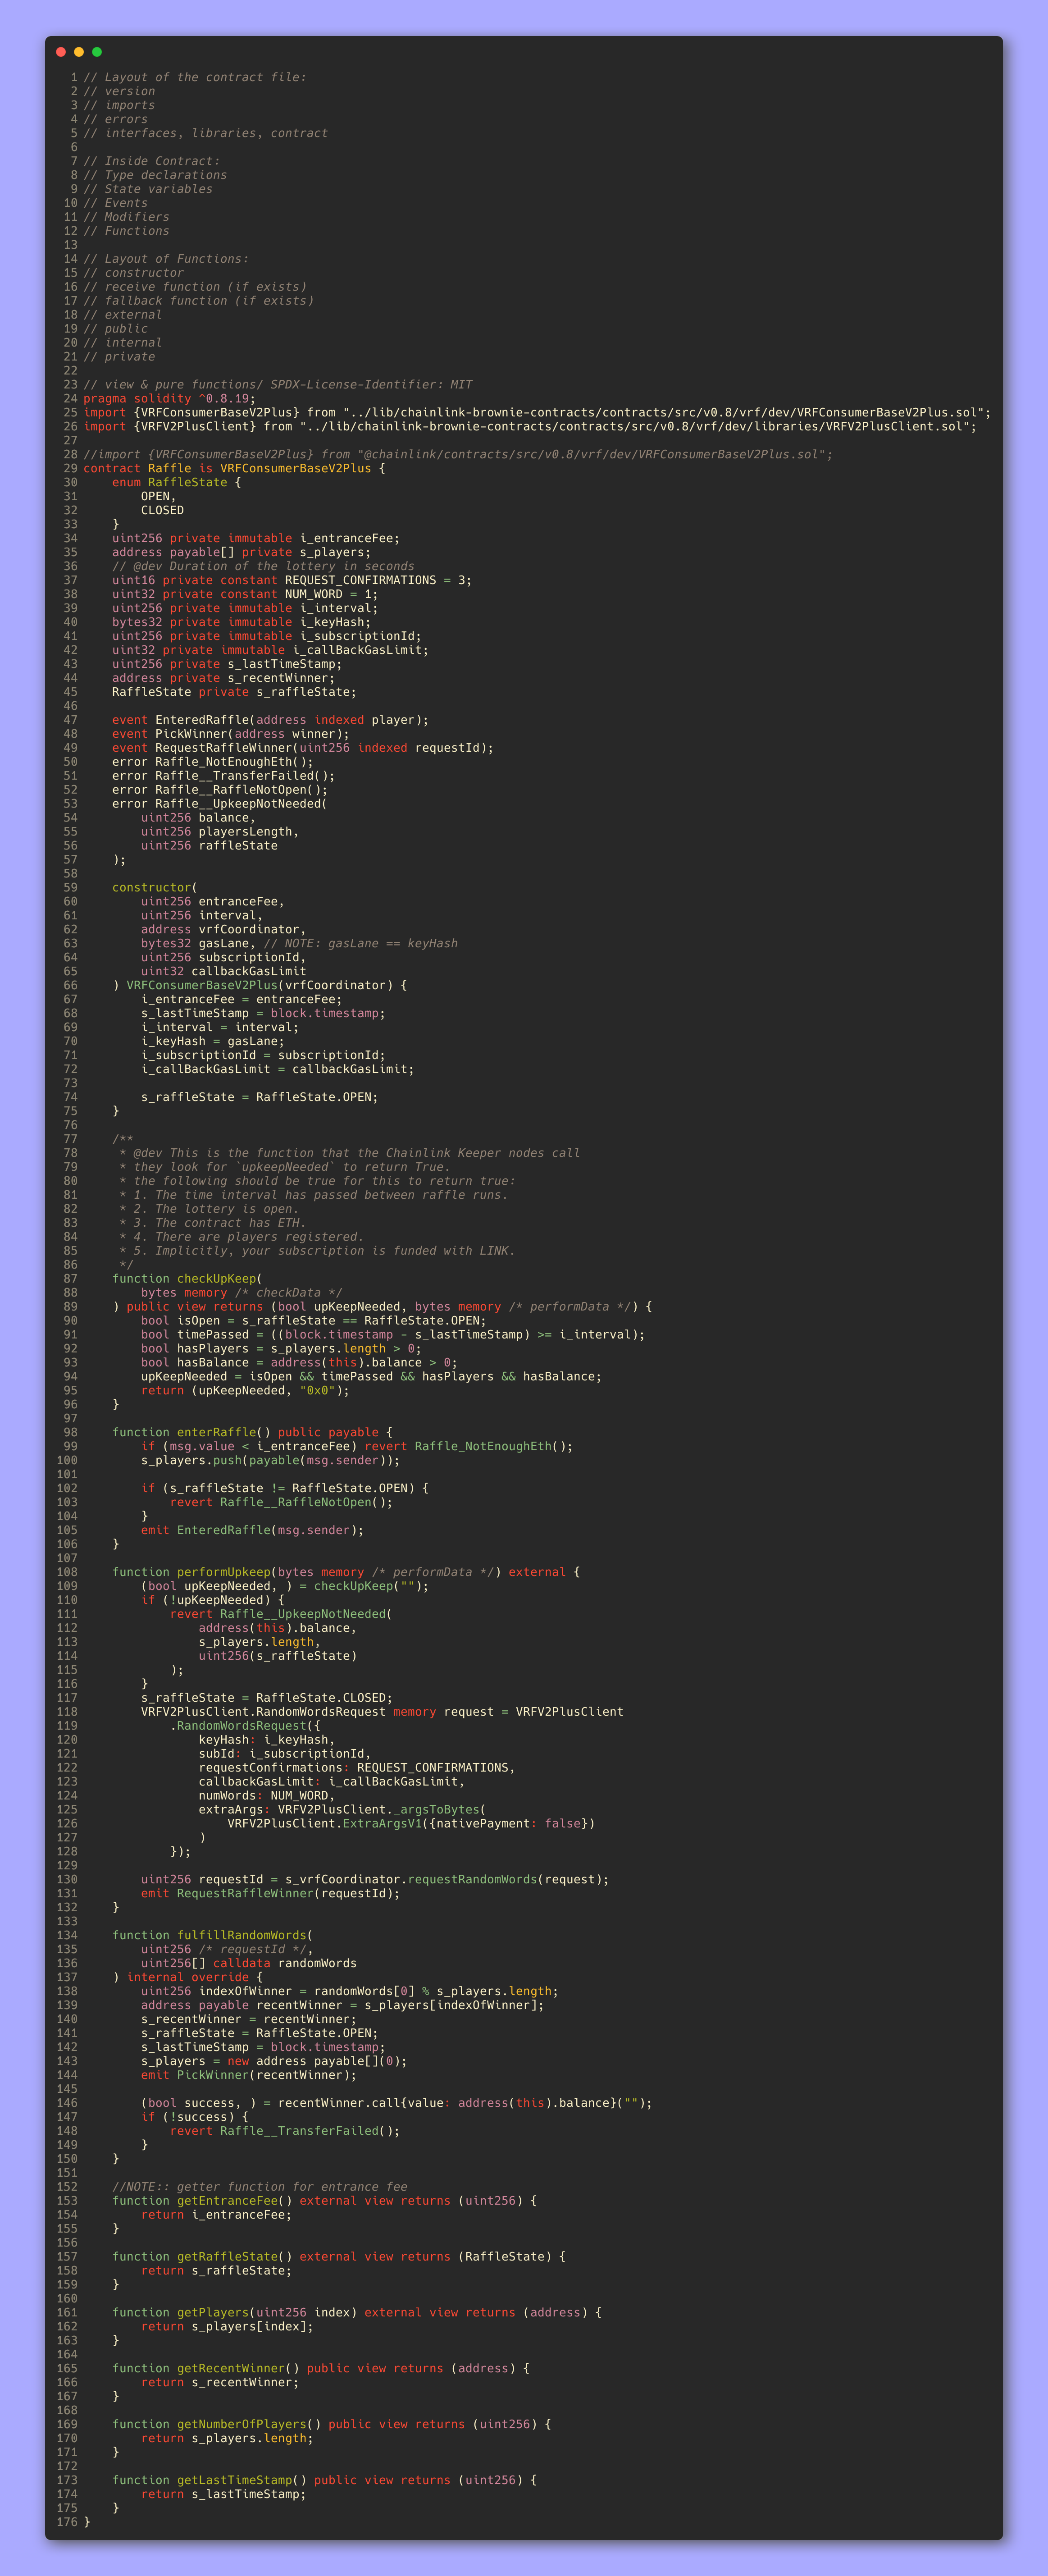 1 // Layout of the contract file:
2 // version
3 // imports
4 // errors
5 // interfaces, libraries, contract
6
7 // Inside Contract:
8 // Type declarations
9 // State variables
10 // Events
11 // Modifiers
12 // Functions
13
14 // Layout of Functions:
15 // constructor
16 // receive function (if exists)
17 // fallback function (if exists)
18 // external
19 // public
20 // internal
21 // private
22
23 // view & pure functions/ SPDX-License-Identifier: MIT
24 pragma solidity ^0.8.19;
25 import {VRFConsumerBaseV2Plus} from "../lib/chainlink-brownie-contracts/contracts/src/v0.8/vrf/dev/VRFConsumerBaseV2Plus.sol";
26 import {VRFV2PlusClient} from "../lib/chainlink-brownie-contracts/contracts/src/v0.8/vrf/dev/libraries/VRFV2PlusClient.sol";
27
28 //import {VRFConsumerBaseV2Plus} from "@chainlink/contracts/src/v0.8/vrf/dev/VRFConsumerBaseV2Plus.sol";
29 contract Raffle is VRFConsumerBaseV2Plus {
30     enum RaffleState {
31         OPEN,
32         CLOSED
33     }
34     uint256 private immutable i_entranceFee;
35     address payable[] private s_players;
36     // @dev Duration of the lottery in seconds
37     uint16 private constant REQUEST_CONFIRMATIONS = 3;
38     uint32 private constant NUM_WORD = 1;
39     uint256 private immutable i_interval;
40     bytes32 private immutable i_keyHash;
41     uint256 private immutable i_subscriptionId;
42     uint32 private immutable i_callBackGasLimit;
43     uint256 private s_lastTimeStamp;
44     address private s_recentWinner;
45     RaffleState private s_raffleState;
46
47     event EnteredRaffle(address indexed player);
48     event PickWinner(address winner);
49     event RequestRaffleWinner(uint256 indexed requestId);
50     error Raffle_NotEnoughEth();
51     error Raffle__TransferFailed();
52     error Raffle__RaffleNotOpen();
53     error Raffle__UpkeepNotNeeded(
54         uint256 balance,
55         uint256 playersLength,
56         uint256 raffleState
57     );
58
59     constructor(
60         uint256 entranceFee,
61         uint256 interval,
62         address vrfCoordinator,
63         bytes32 gasLane, // NOTE: gasLane == keyHash
64         uint256 subscriptionId,
65         uint32 callbackGasLimit
66     ) VRFConsumerBaseV2Plus(vrfCoordinator) {
67         i_entranceFee = entranceFee;
68         s_lastTimeStamp = block.timestamp;
69         i_interval = interval;
70         i_keyHash = gasLane;
71         i_subscriptionId = subscriptionId;
72         i_callBackGasLimit = callbackGasLimit;
73
74         s_raffleState = RaffleState.OPEN;
75     }
76
77     /**
78      * @dev This is the function that the Chainlink Keeper nodes call
79      * they look for `upkeepNeeded` to return True.
80      * the following should be true for this to return true:
81      * 1. The time interval has passed between raffle runs.
82      * 2. The lottery is open.
83      * 3. The contract has ETH.
84      * 4. There are players registered.
85      * 5. Implicitly, your subscription is funded with LINK.
86      */
87     function checkUpKeep(
88         bytes memory /* checkData */
89     ) public view returns (bool upKeepNeeded, bytes memory /* performData */) {
90         bool isOpen = s_raffleState == RaffleState.OPEN;
91         bool timePassed = ((block.timestamp - s_lastTimeStamp) >= i_interval);
92         bool hasPlayers = s_players.length > 0;
93         bool hasBalance = address(this).balance > 0;
94         upKeepNeeded = isOpen && timePassed && hasPlayers && hasBalance;
95         return (upKeepNeeded, "0x0");
96     }
97
98     function enterRaffle() public payable {
99         if (msg.value < i_entranceFee) revert Raffle_NotEnoughEth();
100         s_players.push(payable(msg.sender));
101
102         if (s_raffleState != RaffleState.OPEN) {
103             revert Raffle__RaffleNotOpen();
104         }
105         emit EnteredRaffle(msg.sender);
106     }
107
108     function performUpkeep(bytes memory /* performData */) external {
109         (bool upKeepNeeded, ) = checkUpKeep("");
110         if (!upKeepNeeded) {
111             revert Raffle__UpkeepNotNeeded(
112                 address(this).balance,
113                 s_players.length,
114                 uint256(s_raffleState)
115             );
116         }
117         s_raffleState = RaffleState.CLOSED;
118         VRFV2PlusClient.RandomWordsRequest memory request = VRFV2PlusClient
119             .RandomWordsRequest({
120                 keyHash: i_keyHash,
121                 subId: i_subscriptionId,
122                 requestConfirmations: REQUEST_CONFIRMATIONS,
123                 callbackGasLimit: i_callBackGasLimit,
124                 numWords: NUM_WORD,
125                 extraArgs: VRFV2PlusClient._argsToBytes(
126                     VRFV2PlusClient.ExtraArgsV1({nativePayment: false})
127                 )
128             });
129
130         uint256 requestId = s_vrfCoordinator.requestRandomWords(request);
131         emit RequestRaffleWinner(requestId);
132     }
133
134     function fulfillRandomWords(
135         uint256 /* requestId */,
136         uint256[] calldata randomWords
137     ) internal override {
138         uint256 indexOfWinner = randomWords[0] % s_players.length;
139         address payable recentWinner = s_players[indexOfWinner];
140         s_recentWinner = recentWinner;
141         s_raffleState = RaffleState.OPEN;
142         s_lastTimeStamp = block.timestamp;
143         s_players = new address payable[](0);
144         emit PickWinner(recentWinner);
145
146         (bool success, ) = recentWinner.call{value: address(this).balance}("");
147         if (!success) {
148             revert Raffle__TransferFailed();
149         }
150     }
151
152     //NOTE:: getter function for entrance fee
153     function getEntranceFee() external view returns (uint256) {
154         return i_entranceFee;
155     }
156
157     function getRaffleState() external view returns (RaffleState) {
158         return s_raffleState;
159     }
160
161     function getPlayers(uint256 index) external view returns (address) {
162         return s_players[index];
163     }
164
165     function getRecentWinner() public view returns (address) {
166         return s_recentWinner;
167     }
168
169     function getNumberOfPlayers() public view returns (uint256) {
170         return s_players.length;
171     }
172
173     function getLastTimeStamp() public view returns (uint256) {
174         return s_lastTimeStamp;
175     }
176 }